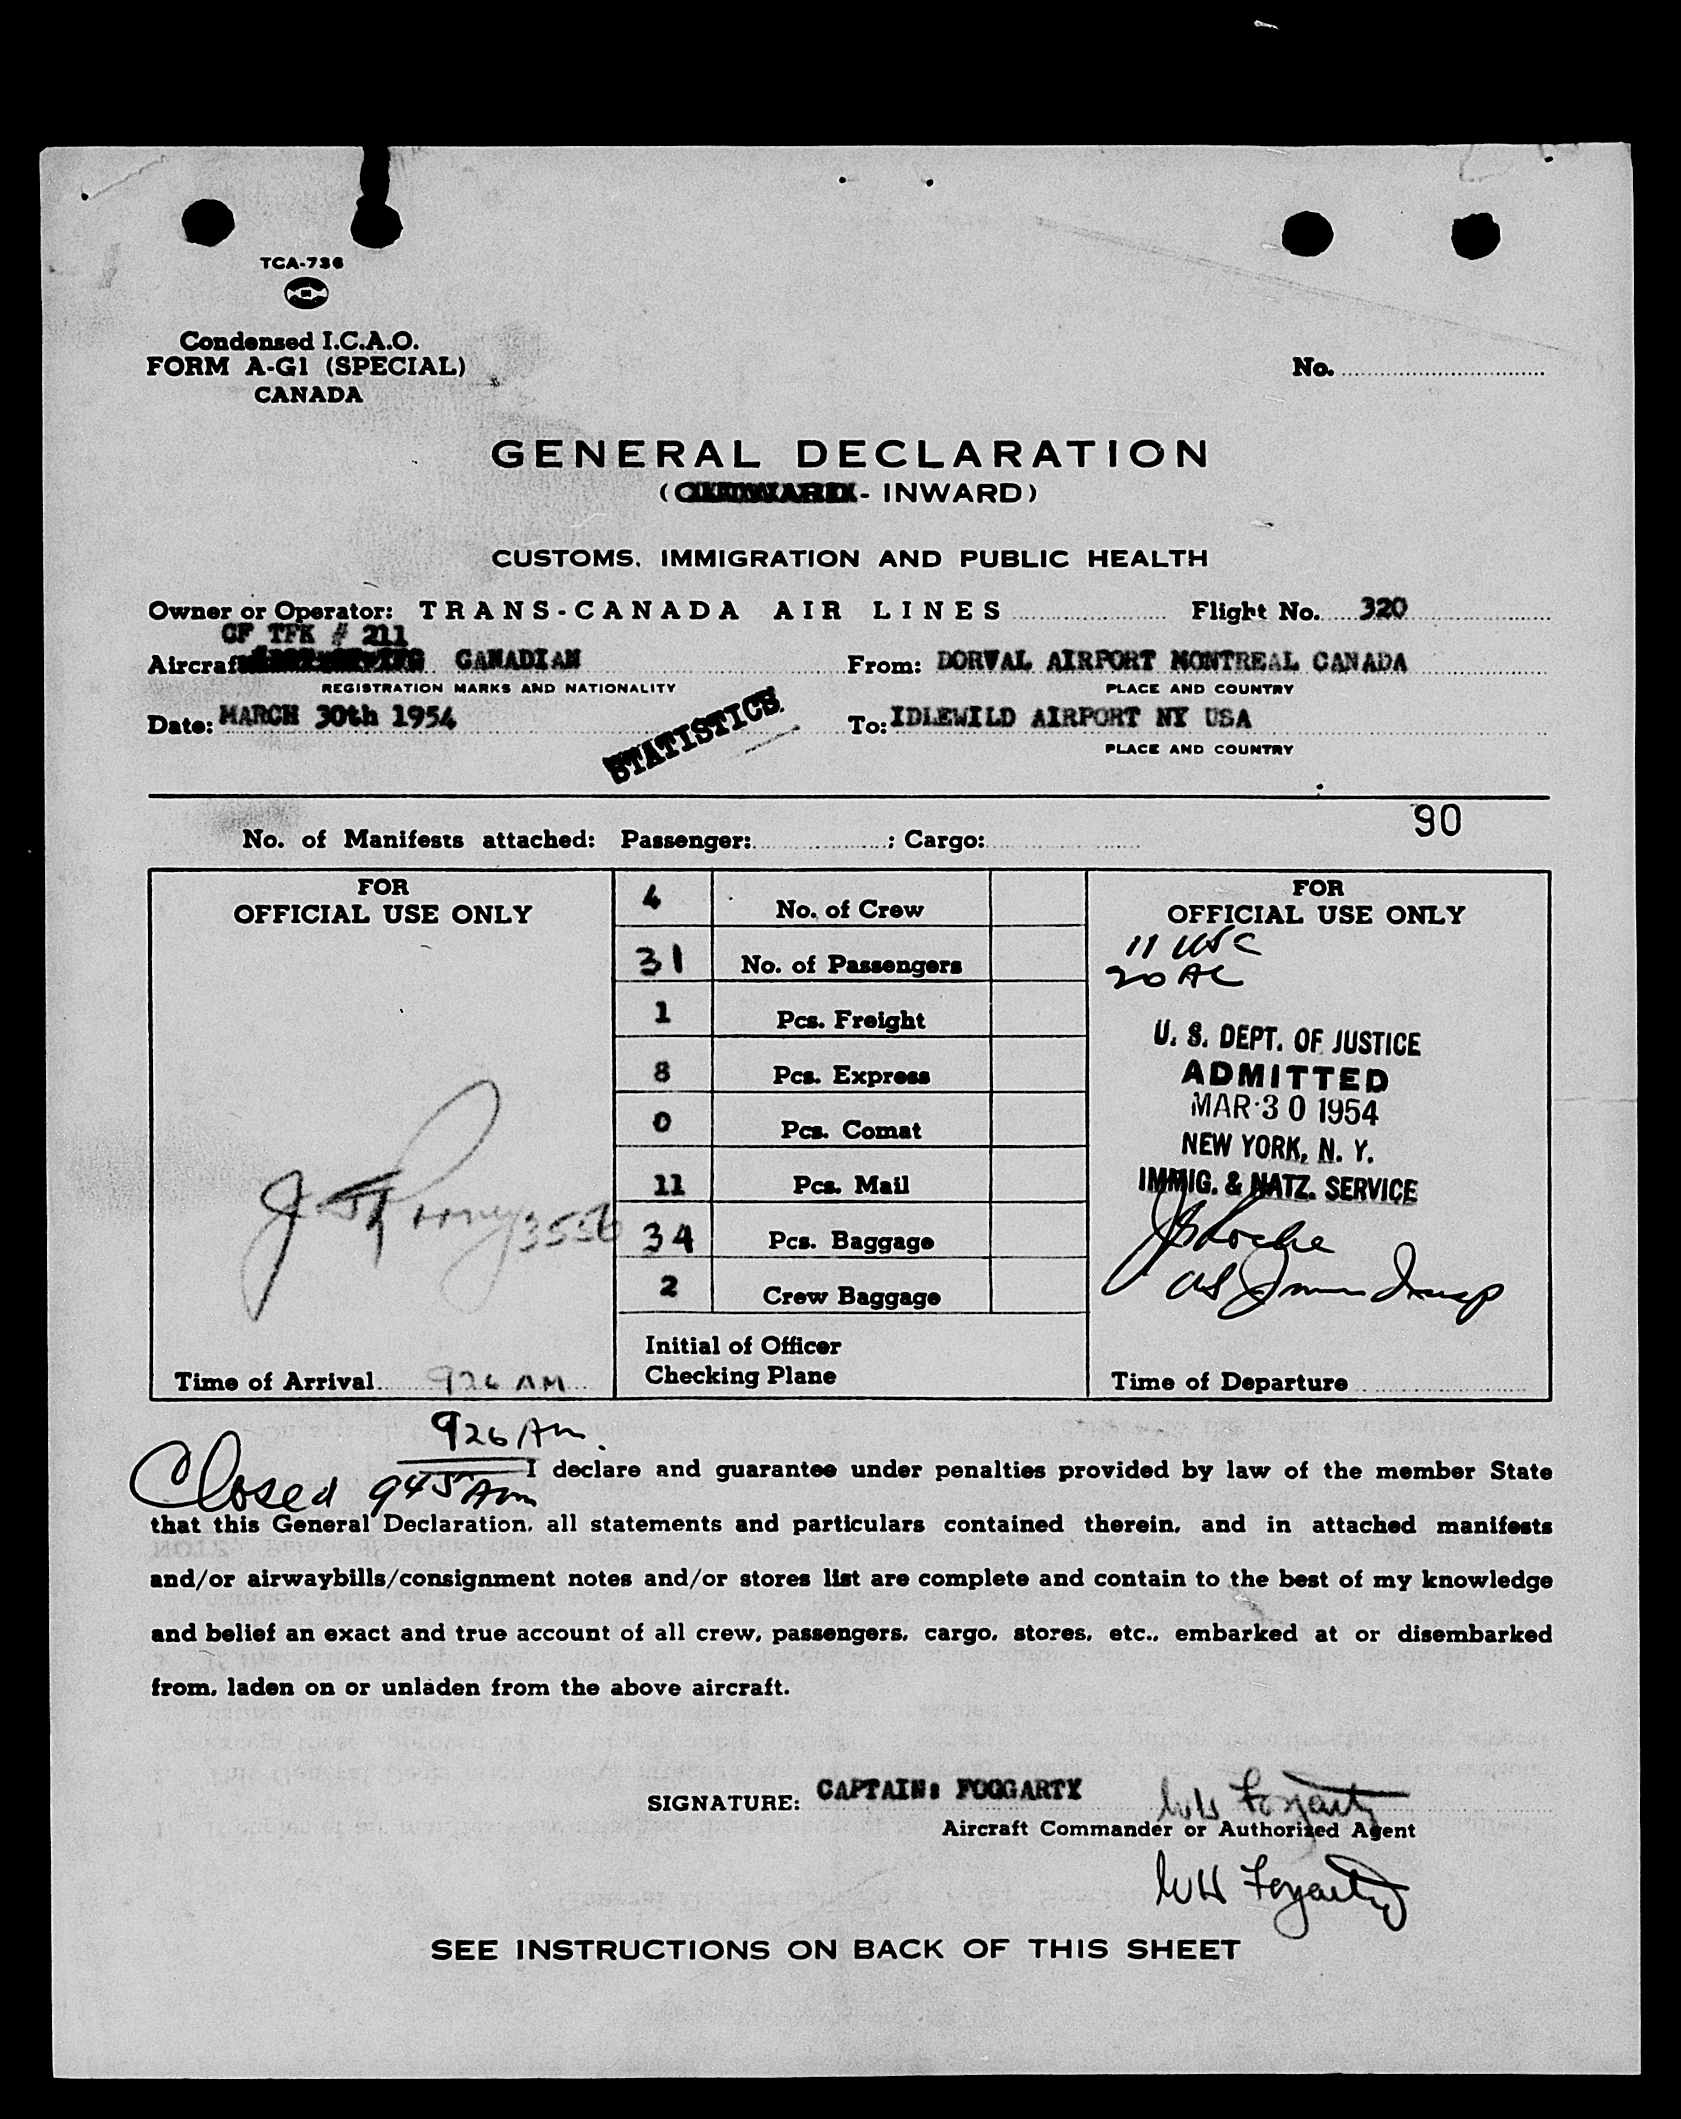 TCA-736
Condensed I.C.A.O.
FORM A-G1 (SPECIAL)
CANADA
No.
GENERAL DECLARATION
( - INWARD)
CUSTOMS, IMMIGRATION AND PUBLIC HEALTH
Owner or Operator: TRANS-CANADA AIR LINES Flight No. 320
CF TFK # 211
Aircraft CANADIAN From: DORVAL AIRPORT MONTREAL CANADA
REGISTRATION MARKS AND NATIONALITY PLACE AND COUNTRY
Date: MARCH 30th 1954 To: IDLEWILD AIRPORT NY USA
PLACE AND COUNTRY
STATISTICS
90
No. of Manifests attached: Passenger: ; Cargo:
FOR
OFFICIAL USE ONLY
Time of Arrival 926 AM
4 No. of Crew
31 No. of Passengers
1 Pcs. Freight
8 Pcs. Express
0 Pcs. Comat
11 Pcs. Mail
34 Pcs. Baggage
2 Crew Baggage
Initial of Officer
Checking Plane
FOR
OFFICIAL USE ONLY
11 USC
20 AC
U. S. DEPT. OF JUSTICE
ADMITTED
MAR 30 1954
NEW YORK, N. Y.
IMMIG. & NATZ. SERVICE
JB Roche
US Immn Insp
Time of Departure
926 Am.
Closed 945 Am
I declare and guarantee under penalties provided by law of the member State
that this General Declaration, all statements and particulars contained therein, and in attached manifests
and/or airwaybills/consignment notes and/or stores list are complete and contain to the best of my knowledge
and belief an exact and true account of all crew, passengers, cargo, stores, etc., embarked at or disembarked
from, laden on or unladen from the above aircraft.
SIGNATURE: CAPTAIN: FOGGARTY WH Fogarty
Aircraft Commander or Authorized Agent
WH Fogarty
SEE INSTRUCTIONS ON BACK OF THIS SHEET